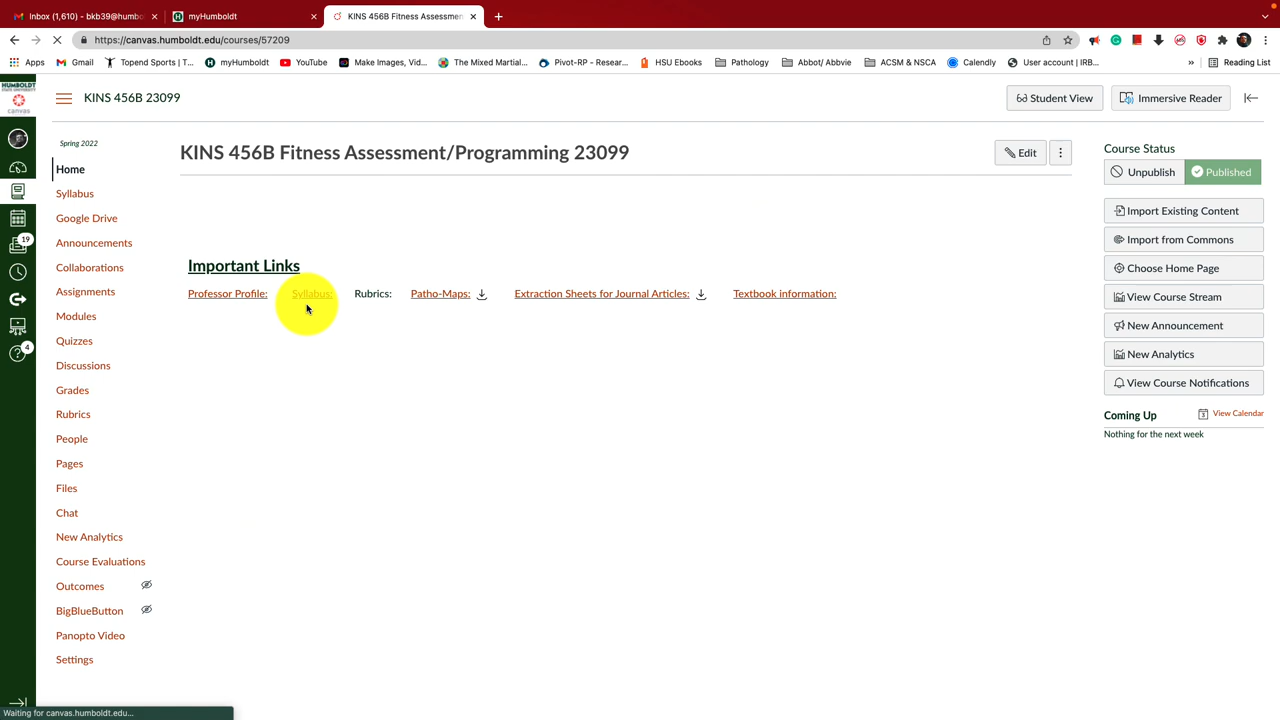 Inbox (1,610) - bkb39@humbo
myHumboldt
KINS 456B Fitness Assessmen
https://canvas.humboldt.edu/courses/57209
Apps
Gmail
Topend Sports | T...
myHumboldt
YouTube
Make Images, Vid...
The Mixed Martial...
Pivot-RP - Resear...
HSU Ebooks
Pathology
Abbot/ Abbvie
ACSM & NSCA
Calendly
User account | IRB...
»
Reading List
HUMBOLDT
canvas
KINS 456B 23099
Student View
Immersive Reader
Spring 2022
Home
Syllabus
Google Drive
Announcements
Collaborations
Assignments
Modules
Quizzes
Discussions
Grades
Rubrics
People
Pages
Files
Chat
New Analytics
Course Evaluations
Outcomes
BigBlueButton
Panopto Video
Settings
19
4
KINS 456B Fitness Assessment/Programming 23099
Edit
Important Links
Professor Profile: Syllabus: Rubrics: Patho-Maps: Extraction Sheets for Journal Articles: Textbook information:
Course Status
Unpublish
Published
Import Existing Content
Import from Commons
Choose Home Page
View Course Stream
New Announcement
New Analytics
View Course Notifications
Coming Up
View Calendar
Nothing for the next week
Waiting for canvas.humboldt.edu...